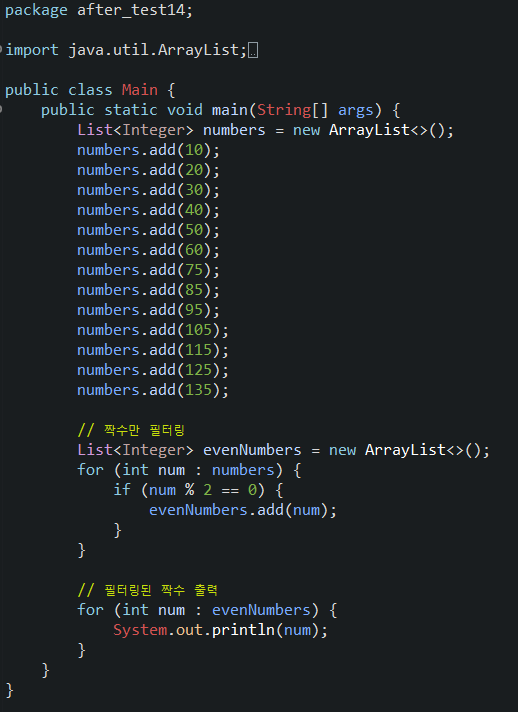 package after_test14;
import java.util.ArrayList;
public class Main {
public static void main(String[] args) {
List<Integer> numbers = new ArrayList<>();
numbers.add(10);
numbers.add(20);
numbers.add(30);
numbers.add(40);
numbers.add(50);
numbers.add(60);
numbers.add(75);
numbers.add(85);
numbers.add(95);
numbers.add(105);
numbers.add(115);
numbers.add(125);
numbers.add(135);
// 짝수만 필터링
List<Integer> evenNumbers = new ArrayList<>();
for (int num : numbers) {
if (num % 2 == 0) {
evenNumbers.add(num);
}
}
// 필터링된 짝수 출력
for (int num : evenNumbers) {
System.out.println(num);
}
}
}